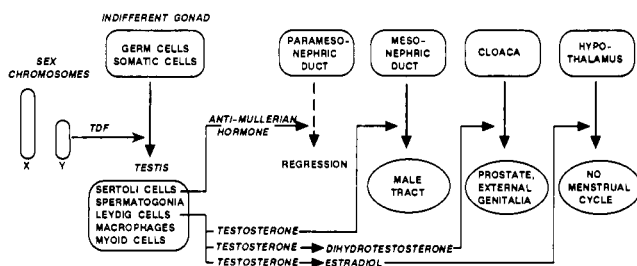 INDIFFERENT GONAD
GERM CELLS
SOMATIC CELLS
PARAMESO-
NEPHRIC
DUCT
MESO-
NEPHRIC
DUCT
CLOACA
HYPO-
THALAMUS
SEX
CHROMOSOMES
X
Y
TDF
TESTIS
ANTI-MULLERIAN
HORMONE
REGRESSION
MALE
TRACT
PROSTATE,
EXTERNAL
GENITALIA
NO
MENSTRUAL
CYCLE
SERTOLI CELLS
SPERMATOGONIA
LEYDIG CELLS
MACROPHAGES
MYOID CELLS
TESTOSTERONE
TESTOSTERONE
DIHYDROTESTOSTERONE
TESTOSTERONE
ESTRADIOL